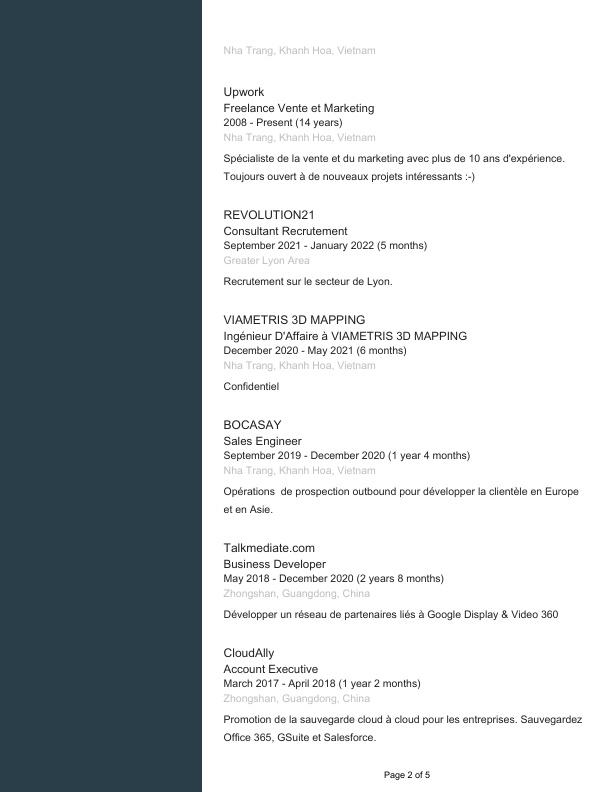 Nha Trang, Khanh Hoa, Vietnam
Upwork
Freelance Vente et Marketing
2008 - Present (14 years)
Nha Trang, Khanh Hoa, Vietnam
Spécialiste de la vente et du marketing avec plus de 10 ans d'expérience.
Toujours ouvert à de nouveaux projets intéressants :-)
REVOLUTION21
Consultant Recrutement
September 2021 - January 2022 (5 months)
Greater Lyon Area
Recrutement sur le secteur de Lyon.
VIAMETRIS 3D MAPPING
Ingénieur D'Affaire à VIAMETRIS 3D MAPPING
December 2020 - May 2021 (6 months)
Nha Trang, Khanh Hoa, Vietnam
Confidentiel
BOCASAY
Sales Engineer
September 2019 - December 2020 (1 year 4 months)
Nha Trang, Khanh Hoa, Vietnam
Opérations  de prospection outbound pour développer la clientèle en Europe
et en Asie.
Talkmediate.com
Business Developer
May 2018 - December 2020 (2 years 8 months)
Zhongshan, Guangdong, China
Développer un réseau de partenaires liés à Google Display & Video 360
CloudAlly
Account Executive
March 2017 - April 2018 (1 year 2 months)
Zhongshan, Guangdong, China
Promotion de la sauvegarde cloud à cloud pour les entreprises. Sauvegardez
Office 365, GSuite et Salesforce.
Page 2 of 5